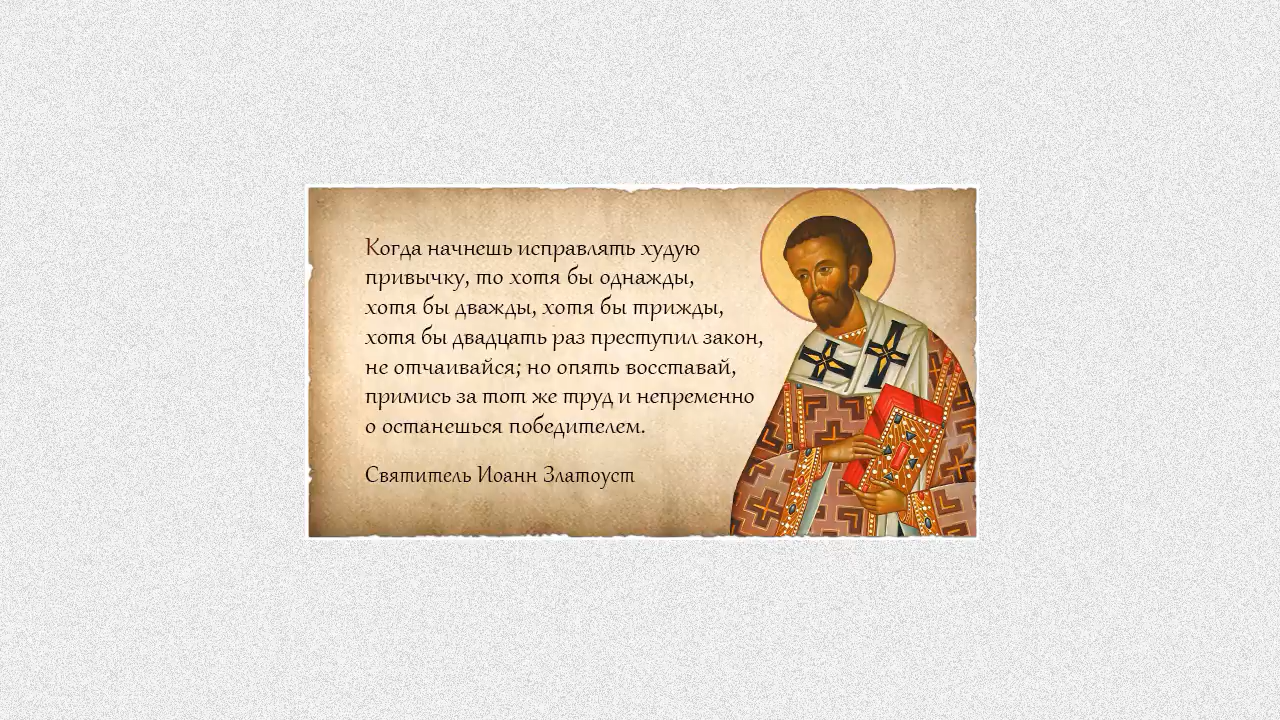 Когда начнешь исправлять худую
привычку, то хотя бы однажды,
хотя бы дважды, хотя бы трижды,
хотя бы двадцать раз преступил закон,
не отчаивайся; но опять восставай,
примись за тот же труд и непременно
о останешься победителем.
Святитель Иоанн Златоуст